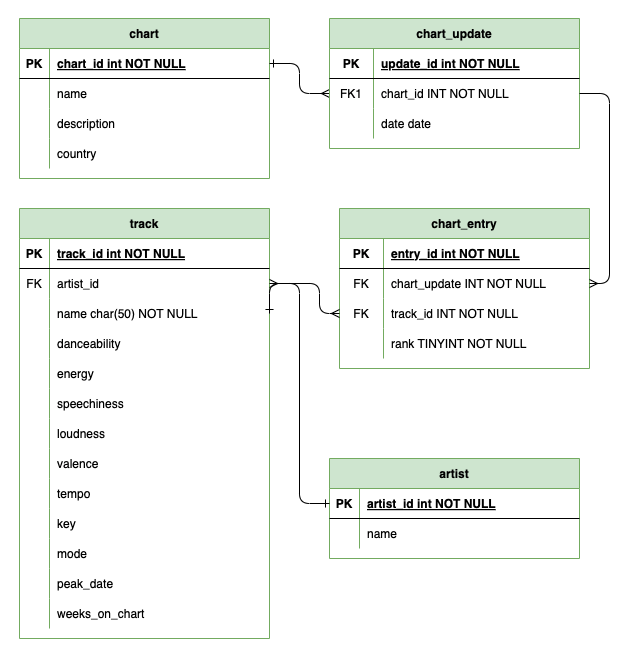 chart
PK chart_id int NOT NULL
name
description
country
chart_update
PK update_id int NOT NULL
FK1 chart_id INT NOT NULL
date date
track
PK track_id int NOT NULL
FK artist_id
name char(50) NOT NULL
danceability
energy
speechiness
loudness
valence
tempo
key
mode
peak_date
weeks_on_chart
chart_entry
PK entry_id int NOT NULL
FK chart_update INT NOT NULL
FK track_id INT NOT NULL
rank TINYINT NOT NULL
artist
PK artist_id int NOT NULL
name